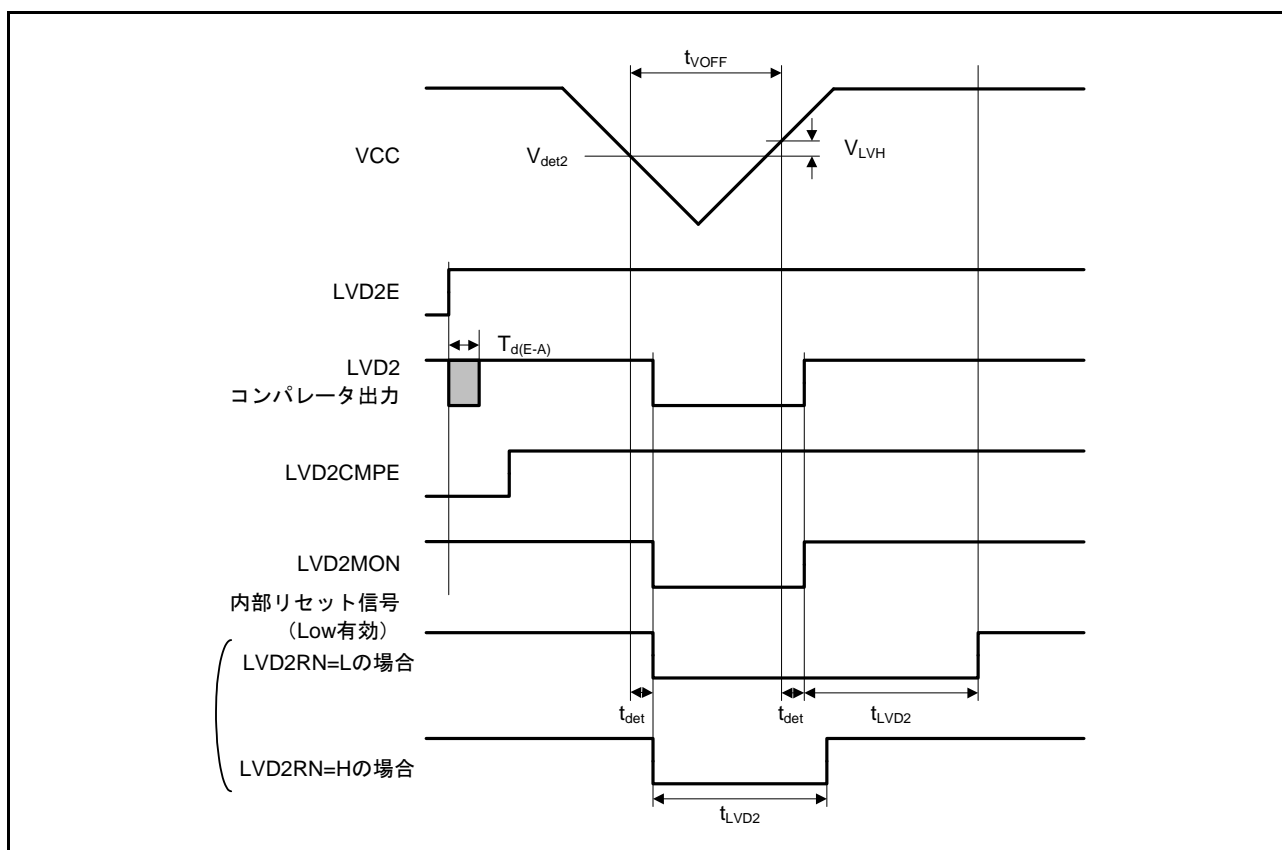 tVOFF
VCC
Vdet2
VLVH
LVD2E
Td(E-A)
LVD2
コンパレータ出力
LVD2CMPE
LVD2MON
内部リセット信号
（Low有効）
LVD2RN=Lの場合
tdet
tdet
tLVD2
LVD2RN=Hの場合
tLVD2